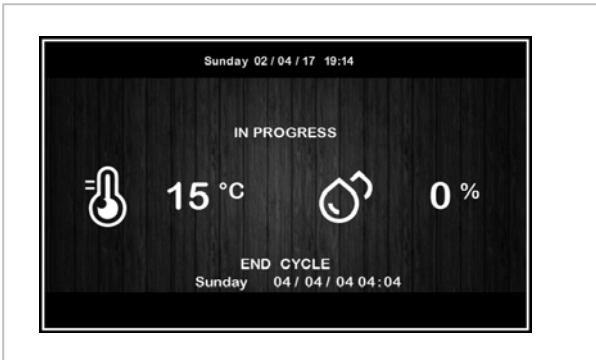 Sunday 02 / 04 / 17 19:14
IN PROGRESS
15 °C
0 %
END CYCLE
Sunday 04 / 04 / 04 04:04